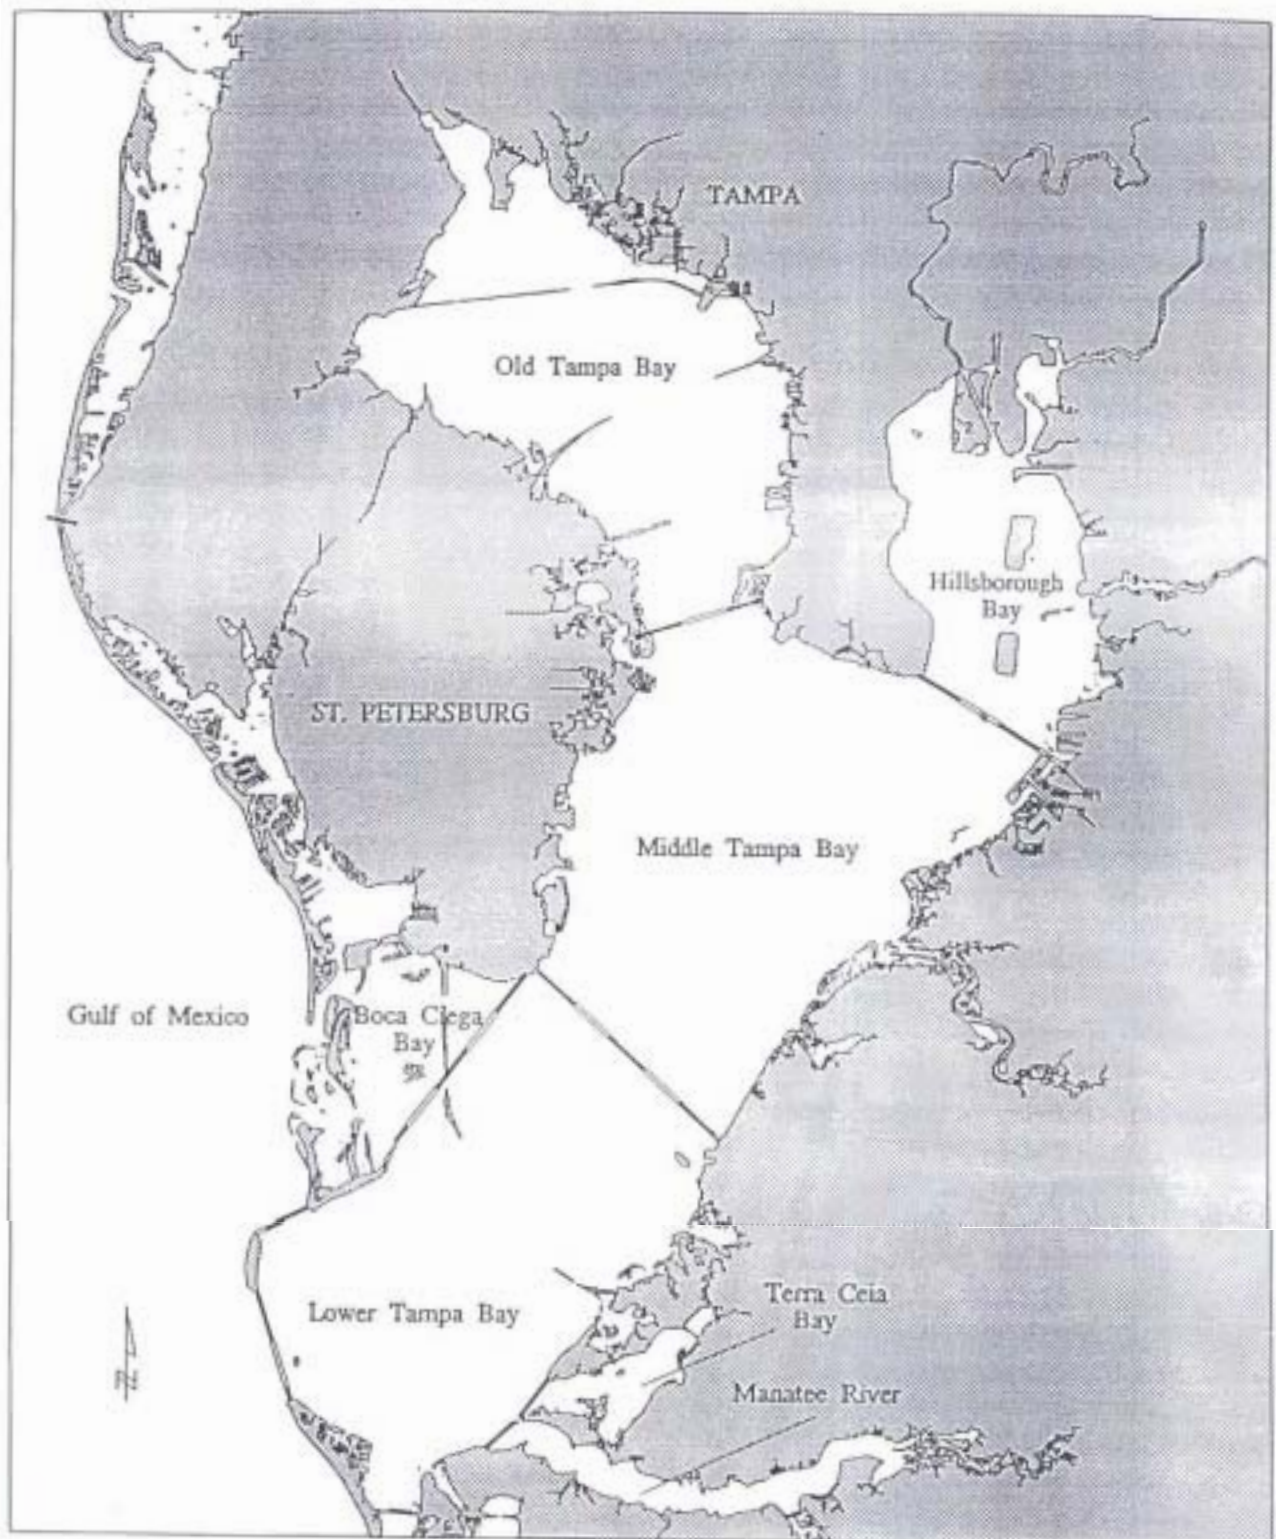 TAMPA
Old Tampa Bay
Hillsborough
Bay
ST. PETERSBURG
Middle Tampa Bay
Gulf of Mexico
Boca Ciega
Bay
Terra Ceia
Bay
Lower Tampa Bay
Manatee River
N